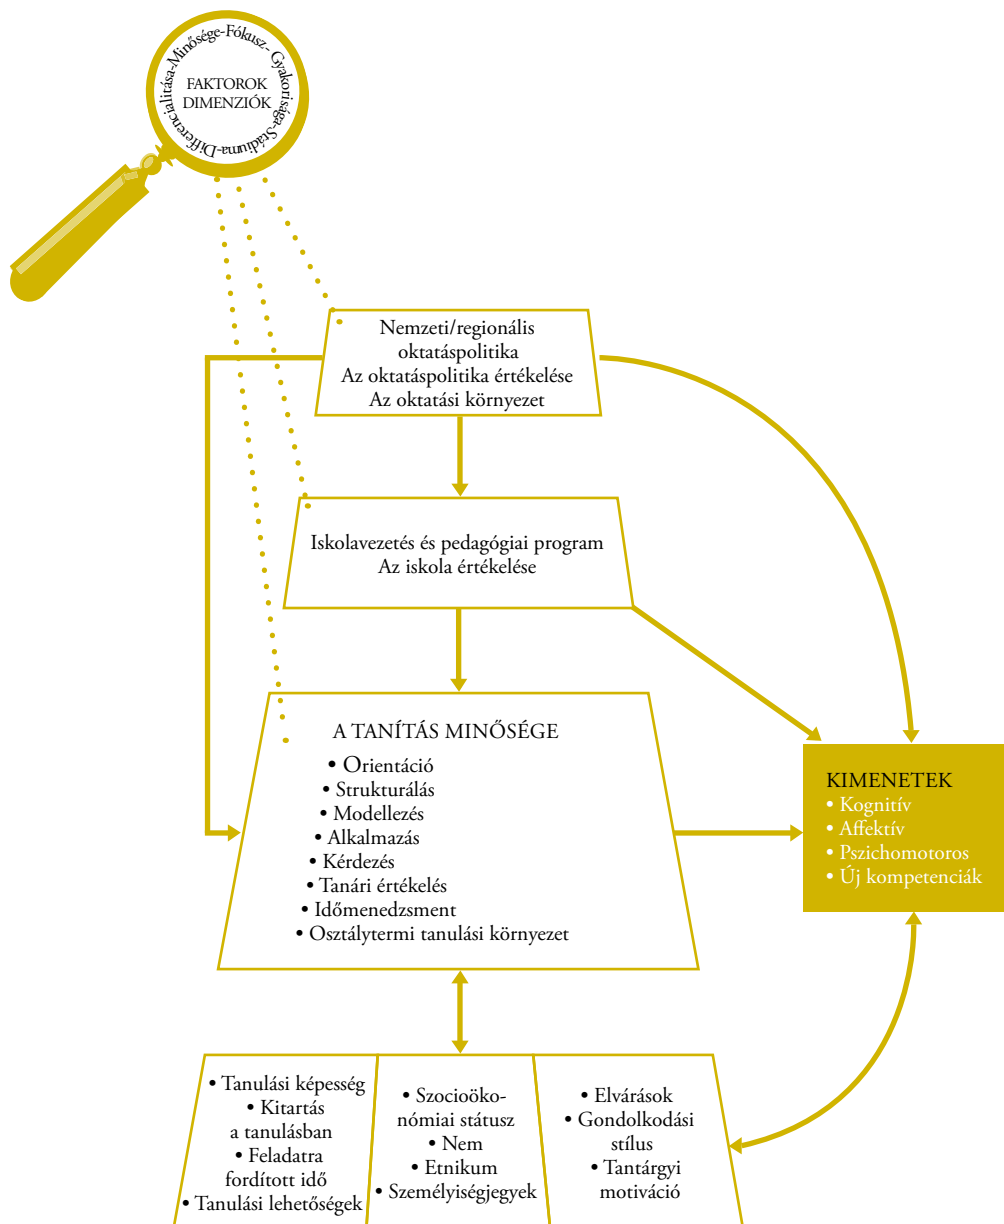 Differencialitása-Minősége-Fókusz- Gyakorisága-Stádiuma-
FAKTOROK
DIMENZIÓK
Nemzeti/regionális
oktatáspolitika
Az oktatáspolitika értékelése
Az oktatási környezet
Iskolavezetés és pedagógiai program
Az iskola értékelése
A TANÍTÁS MINŐSÉGE
• Orientáció
• Strukturálás
• Modellezés
• Alkalmazás
• Kérdezés
• Tanári értékelés
• Időmenedzsment
• Osztálytermi tanulási környezet
KIMENETEK
• Kognitív
• Affektív
• Pszichomotoros
• Új kompetenciák
• Tanulási képesség
• Kitartás
a tanulásban
• Feladatra
fordított idő
• Tanulási lehetőségek
• Szocioöko-
nómiai státusz
• Nem
• Etnikum
• Személyiségjegyek
• Elvárások
• Gondolkodási
stílus
• Tantárgyi
motiváció